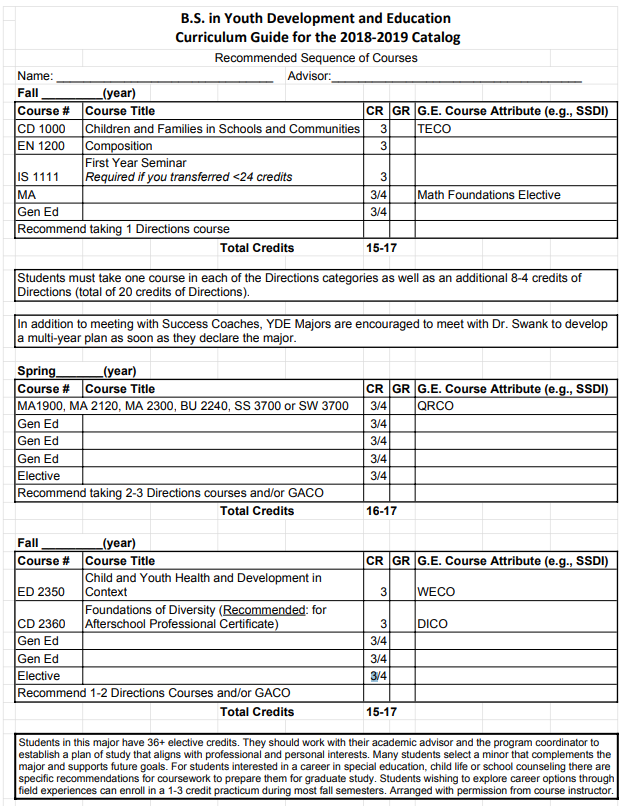 B.S. in Youth Development and Education
Curriculum Guide for the 2018-2019 Catalog
Recommended Sequence of Courses
Name: ________________________________ Advisor:_____________________________________
Fall _________(year)
Course # Course Title CR GR G.E. Course Attribute (e.g., SSDI)
CD 1000 Children and Families in Schools and Communities 3 TECO
EN 1200 Composition 3
First Year Seminar
IS 1111 Required if you transferred <24 credits 3
MA 3/4 Math Foundations Elective
Gen Ed 3/4
Recommend taking 1 Directions course
Total Credits 15-17
Students must take one course in each of the Directions categories as well as an additional 8-4 credits of
Directions (total of 20 credits of Directions).
In addition to meeting with Success Coaches, YDE Majors are encouraged to meet with Dr. Swank to develop
a multi-year plan as soon as they declare the major.
Spring_______(year)
Course # Course Title CR GR G.E. Course Attribute (e.g., SSDI)
MA1900, MA 2120, MA 2300, BU 2240, SS 3700 or SW 3700 3/4 QRCO
Gen Ed 3/4
Gen Ed 3/4
Gen Ed 3/4
Elective 3/4
Recommend taking 2-3 Directions courses and/or GACO
Total Credits 16-17
Fall _________(year)
Course # Course Title CR GR G.E. Course Attribute (e.g., SSDI)
Child and Youth Health and Development in
ED 2350 Context 3 WECO
Foundations of Diversity (Recommended: for
CD 2360 Afterschool Professional Certificate) 3 DICO
Gen Ed 3/4
Gen Ed 3/4
Elective 3/4
Recommend 1-2 Directions Courses and/or GACO
Total Credits 15-17
Students in this major have 36+ elective credits. They should work with their academic advisor and the program coordinator to
establish a plan of study that aligns with professional and personal interests. Many students select a minor that complements the
major and supports future goals. For students interested in a career in special education, child life or school counseling there are
specific recommendations for coursework to prepare them for graduate study. Students wishing to explore career options through
field experiences can enroll in a 1-3 credit practicum during most fall semesters. Arranged with permission from course instructor.